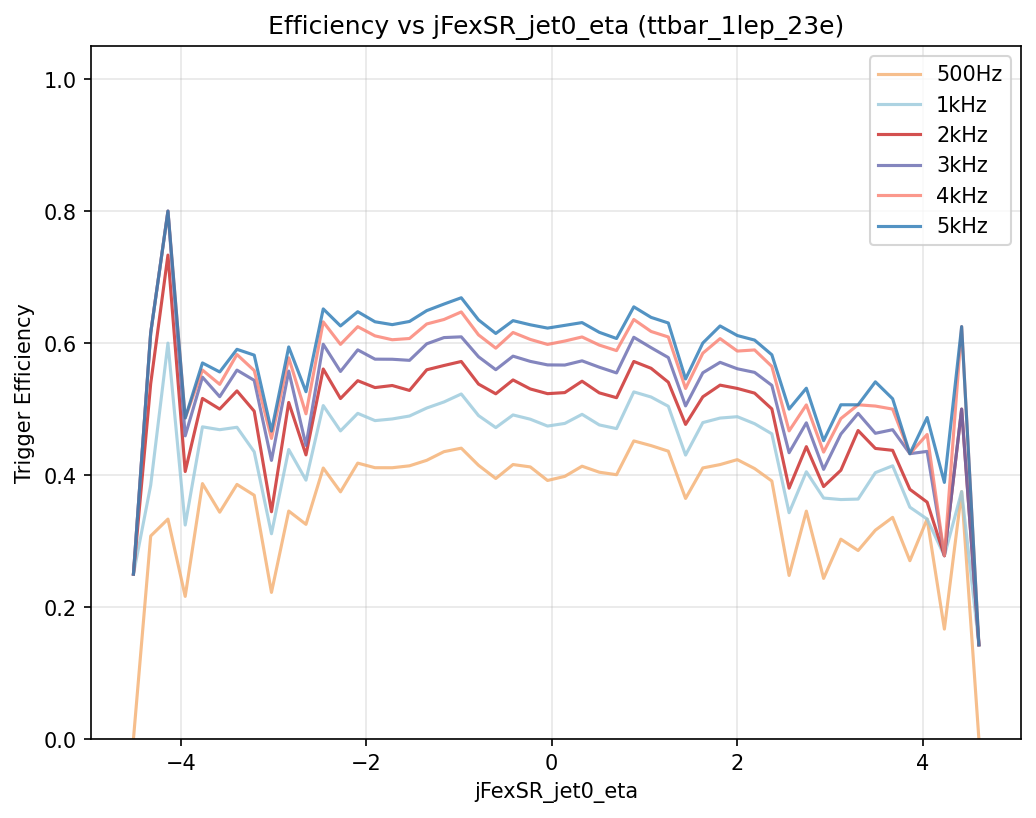 Efficiency vs jFexSR_jet0_eta (ttbar_1lep_23e)
500Hz
1kHz
2kHz
3kHz
4kHz
5kHz
Trigger Efficiency
1.0
0.8
0.6
0.4
0.2
0.0
−4
−2
0
2
4
jFexSR_jet0_eta